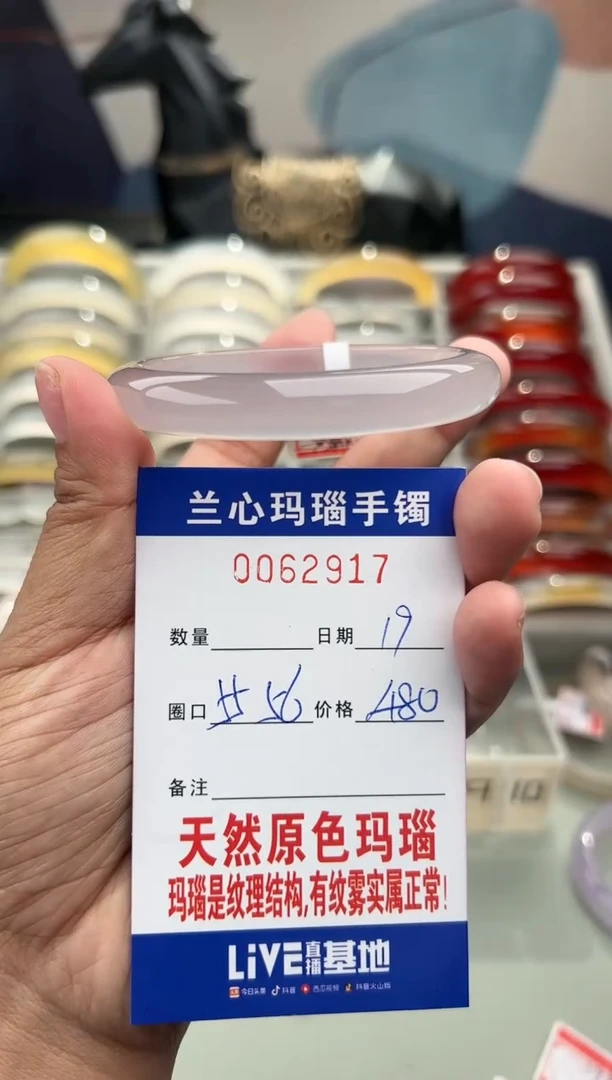 兰心玛瑙手镯
0062917
数量 日期 19
圈口 56 价格 480
备注
天然原色玛瑙
玛瑙是纹理结构,有纹雾实属正常!
LiVE直播基地
今日头条 抖音 西瓜视频 抖音火山版
9 10